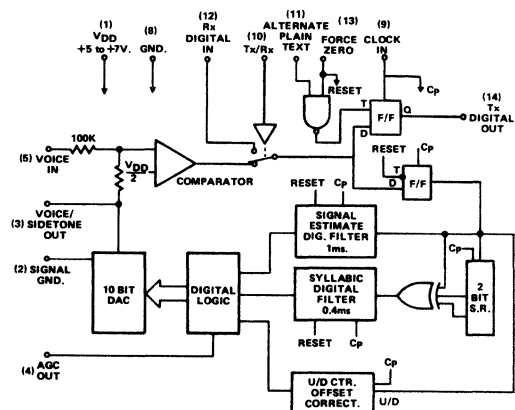 (1)
VDD
+5 to +7V.
(8)
GND.
(12)
Rx
DIGITAL
IN
(10)
Tx/Rx
(11)
ALTERNATE
PLAIN
TEXT
(13)
FORCE
ZERO
(9)
CLOCK
IN
RESET
CP
T
F/F
Q
D
(14)
Tx
DIGITAL
OUT
100K
(5) VOICE
IN
VDD
2
COMPARATOR
RESET
CP
T
D
F/F
VOICE/
(3) SIDETONE
OUT
RESET
CP
SIGNAL
ESTIMATE
DIG. FILTER
1ms.
CP
(2) SIGNAL
GND.
10 BIT
DAC
DIGITAL
LOGIC
SYLLABIC
DIGITAL
FILTER
0.4ms
2
BIT
S.R.
RESET
CP
(4) AGC
OUT
U/D CTR.
OFFSET
CORRECT.
CP
U/D